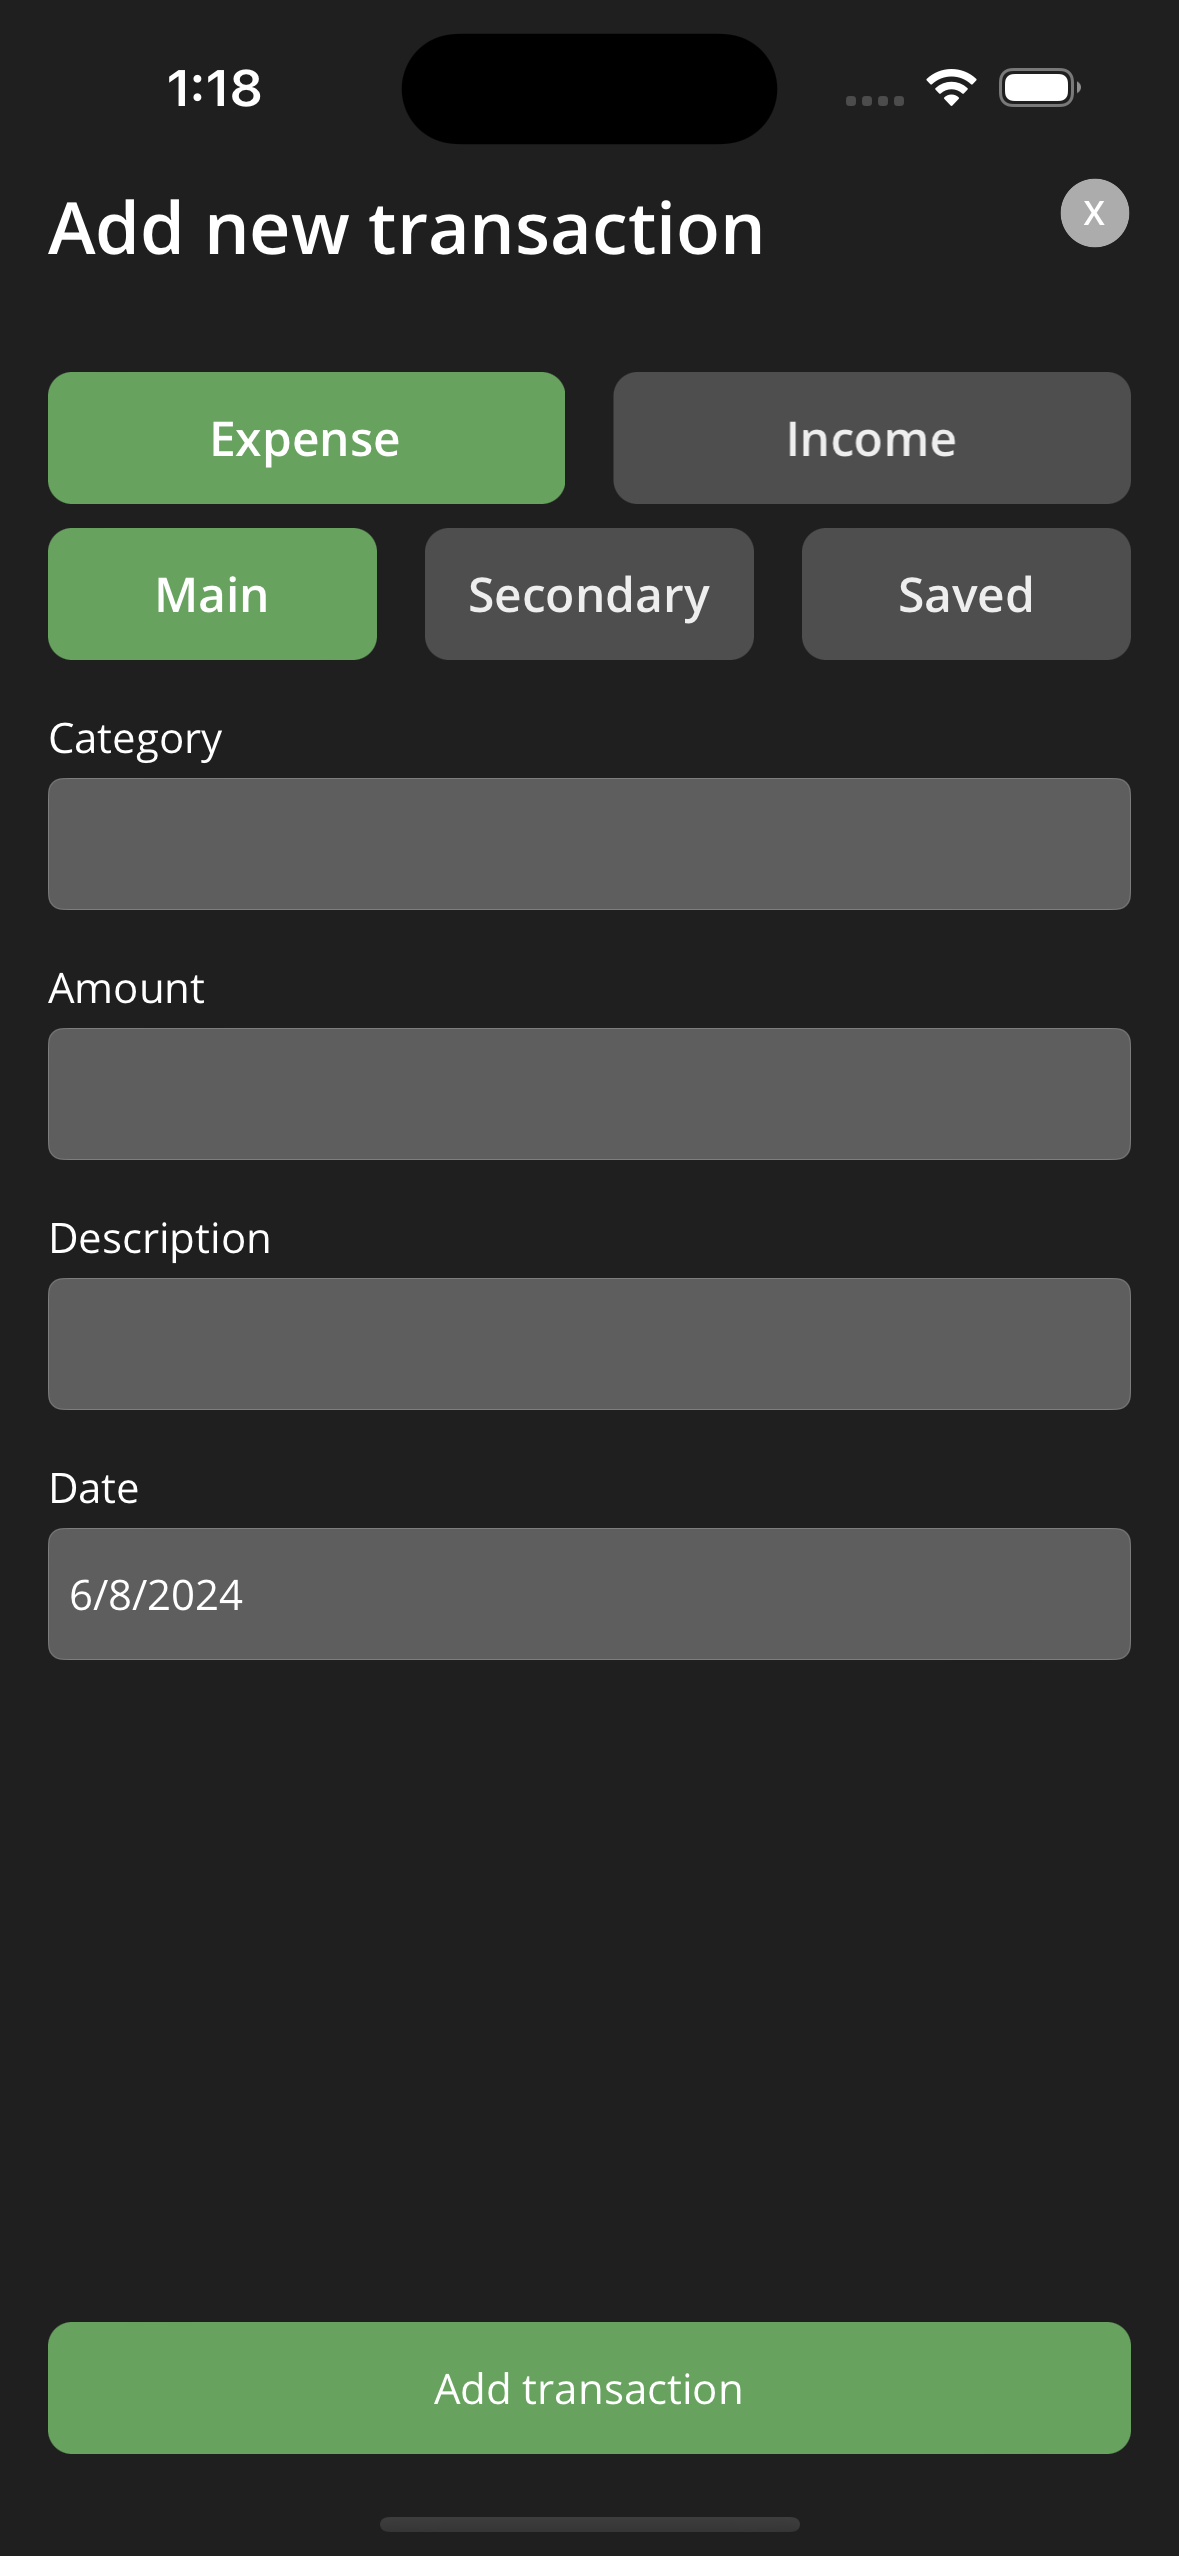 1:18
Add new transaction
X
Expense
Income
Main
Secondary
Saved
Category
Amount
Description
Date
6/8/2024
Add transaction